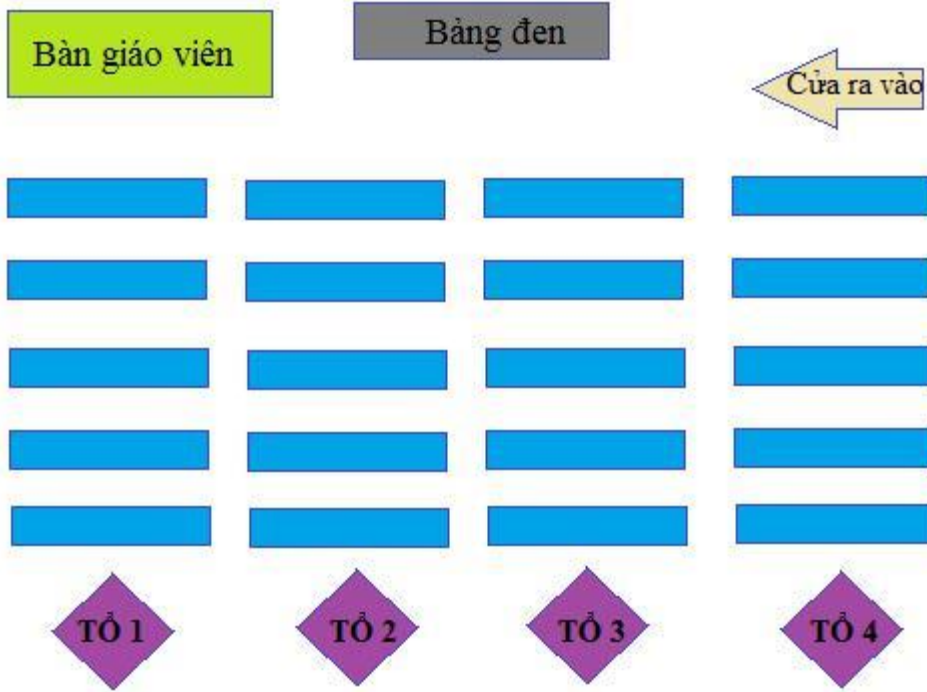 Bàn giáo viên
Bảng đen
Cửa ra vào
TỔ 1
TỔ 2
TỔ 3
TỔ 4